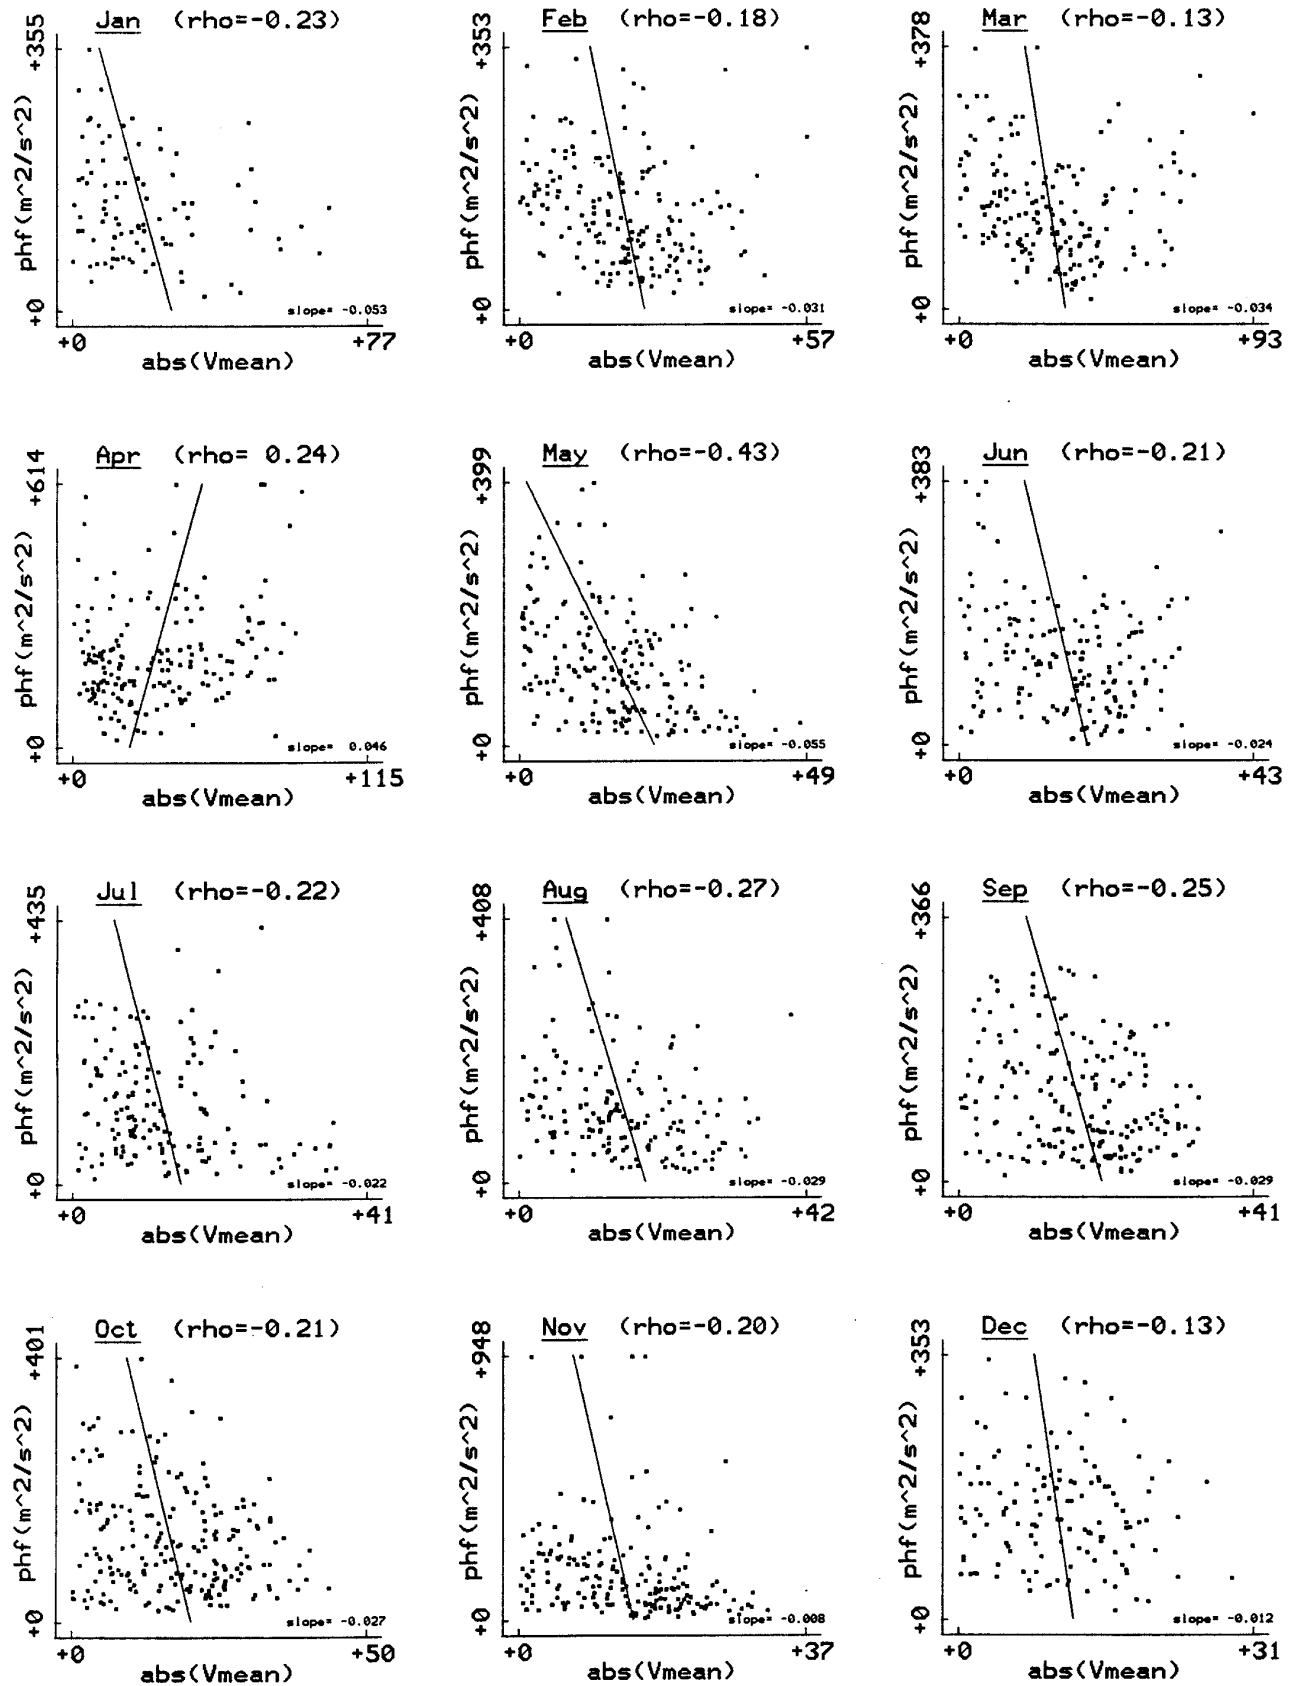 Jan (rho=-0.23)
+355
phf(m^2/s^2)
+0
slope= -0.053
+0 +77
abs(Vmean)
Feb (rho=-0.18)
+353
phf(m^2/s^2)
+0
slope= -0.031
+0 +57
abs(Vmean)
Mar (rho=-0.13)
+378
phf(m^2/s^2)
+0
slope= -0.034
+0 +93
abs(Vmean)
Apr (rho= 0.24)
+614
phf(m^2/s^2)
+0
slope= 0.046
+0 +115
abs(Vmean)
May (rho=-0.43)
+399
phf(m^2/s^2)
+0
slope= -0.055
+0 +49
abs(Vmean)
Jun (rho=-0.21)
+383
phf(m^2/s^2)
+0
slope= -0.024
+0 +43
abs(Vmean)
Jul (rho=-0.22)
+435
phf(m^2/s^2)
+0
slope= -0.022
+0 +41
abs(Vmean)
Aug (rho=-0.27)
+408
phf(m^2/s^2)
+0
slope= -0.029
+0 +42
abs(Vmean)
Sep (rho=-0.25)
+366
phf(m^2/s^2)
+0
slope= -0.029
+0 +41
abs(Vmean)
Oct (rho=-0.21)
+401
phf(m^2/s^2)
+0
slope= -0.027
+0 +50
abs(Vmean)
Nov (rho=-0.20)
+948
phf(m^2/s^2)
+0
slope= -0.008
+0 +37
abs(Vmean)
Dec (rho=-0.13)
+353
phf(m^2/s^2)
+0
slope= -0.012
+0 +31
abs(Vmean)